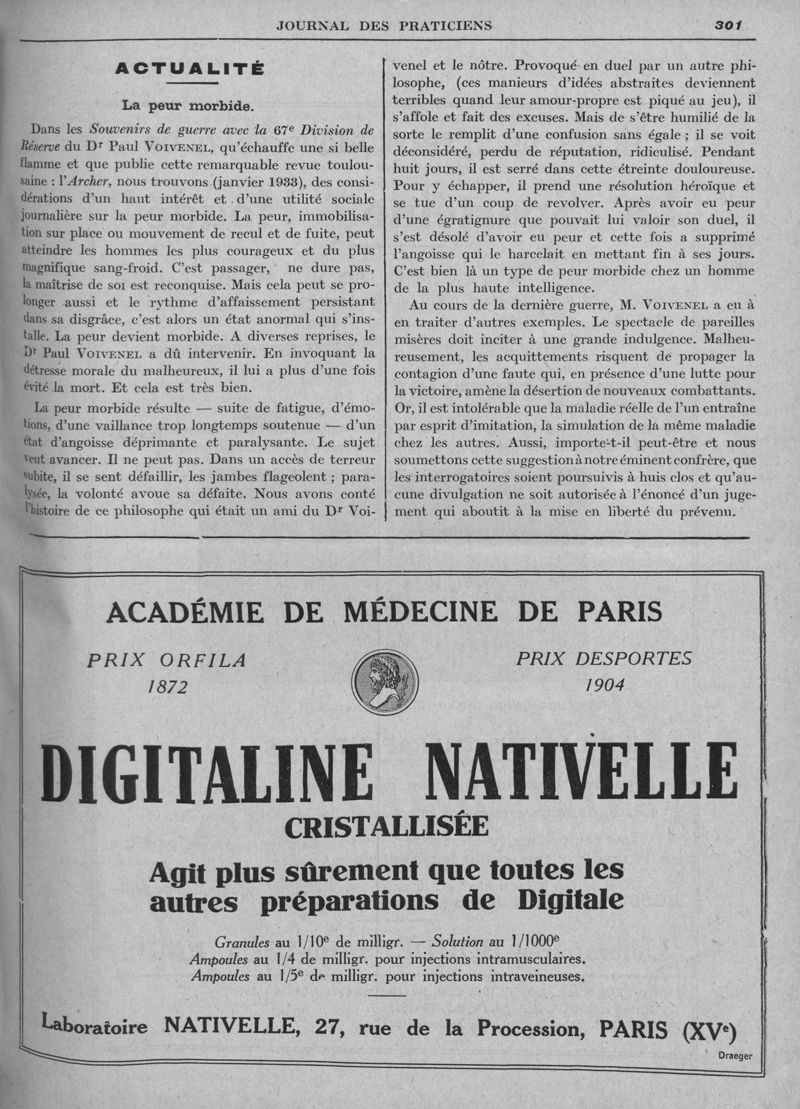 JOURNAL DES PRATICIENS 301
ACTUALITÉ
La peur morbide.
Dans les Souvenirs de guerre avec la 67e Division de
Réserve du Dr Paul VOIVENEL, qu'échauffe une si belle
flamme et que publie cette remarquable revue toulou-
saine : l'Archer, nous trouvons (janvier 1933), des consi-
dérations d'un haut intérêt et d'une utilité sociale
journalière sur la peur morbide. La peur, immobilisa-
tion sur place ou mouvement de recul et de fuite, peut
atteindre les hommes les plus courageux et du plus
magnifique sang-froid. C'est passager, ne dure pas,
la maîtrise de soi est reconquise. Mais cela peut se pro-
longer aussi et le rythme d'affaissement persistant
dans sa disgrâce, c'est alors un état anormal qui s'ins-
talle. La peur devient morbide. A diverses reprises, le
Dr Paul VOIVENEL a dû intervenir. En invoquant la
détresse morale du malheureux, il lui a plus d'une fois
évité la mort. Et cela est très bien.
La peur morbide résulte — suite de fatigue, d'émo-
tions, d'une vaillance trop longtemps soutenue — d'un
état d'angoisse déprimante et paralysante. Le sujet
veut avancer. Il ne peut pas. Dans un accès de terreur
subite, il se sent défaillir, les jambes flageolent ; para-
lysée, la volonté avoue sa défaite. Nous avons conté
l'histoire de ce philosophe qui était un ami du Dr Voi-
venel et le nôtre. Provoqué en duel par un autre phi-
losophe, (ces manieurs d'idées abstraites deviennent
terribles quand leur amour-propre est piqué au jeu), il
s'affole et fait des excuses. Mais de s'être humilié de la
sorte le remplit d'une confusion sans égale ; il se voit
déconsidéré, perdu de réputation, ridiculisé. Pendant
huit jours, il est serré dans cette étreinte douloureuse.
Pour y échapper, il prend une résolution héroïque et
se tue d'un coup de revolver. Après avoir eu peur
d'une égratignure que pouvait lui valoir son duel, il
s'est désolé d'avoir eu peur et cette fois a supprimé
l'angoisse qui le harcelait en mettant fin à ses jours.
C'est bien là un type de peur morbide chez un homme
de la plus haute intelligence.
Au cours de la dernière guerre, M. VOIVENEL a eu à
en traiter d'autres exemples. Le spectacle de pareilles
misères doit inciter à une grande indulgence. Malheu-
reusement, les acquittements risquent de propager la
contagion d'une faute qui, en présence d'une lutte pour
la victoire, amène la désertion de nouveaux combattants.
Or, il est intolérable que la maladie réelle de l'un entraîne
par esprit d'imitation, la simulation de la même maladie
chez les autres. Aussi, importe-t-il peut-être et nous
soumettons cette suggestion à notre éminent confrère, que
les interrogatoires soient poursuivis à huis clos et qu'au-
cune divulgation ne soit autorisée à l'énoncé d'un juge-
ment qui aboutit à la mise en liberté du prévenu.
ACADÉMIE DE MÉDECINE DE PARIS
PRIX ORFILA
1872
PRIX DESPORTES
1904
DIGITALINE NATIVELLE
CRISTALLISÉE
Agit plus sûrement que toutes les
autres préparations de Digitale
Granules au 1/10e de milligr. — Solution au 1/1000e
Ampoules au 1/4 de milligr. pour injections intramusculaires.
Ampoules au 1/5e de milligr. pour injections intraveineuses.
Laboratoire NATIVELLE, 27, rue de la Procession, PARIS (XVe)
Draeger